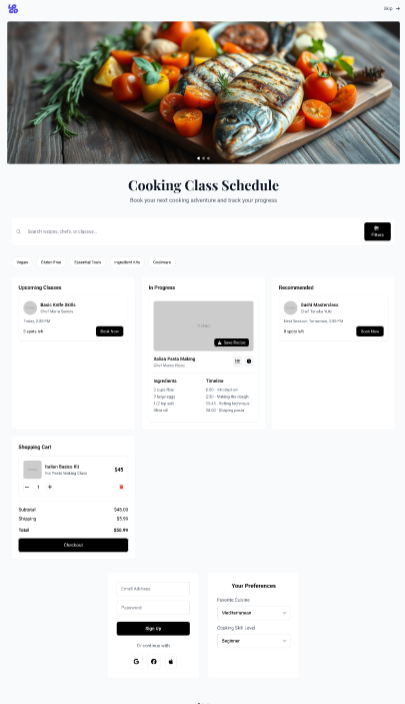 LOGO
Skip →
Cooking Class Schedule
Book your next cooking adventure and track your progress
Search recipes, chefs, or classes...
Filters
Vegan
Gluten Free
Essential Tools
Ingredient Kits
Cookware
Upcoming Classes
Basic Knife Skills
Chef Maria Santos
Today, 2:00 PM
3 spots left
Book Now
In Progress
Save Recipe
Italian Pasta Making
Chef Marco Rossi
Ingredients
2 cups flour
3 large eggs
1/2 tsp salt
Olive oil
Timeline
0:00 - Introduction
2:30 - Making the dough
15:45 - Rolling technique
Recommended
Sushi Masterclass
Chef Tanaka Yuki
Next Session: Tomorrow, 3:00 PM
8 spots left
Book Now
Shopping Cart
Italian Basics Kit
For Pasta Making Class
$45
− 1 +
Subtotal
$45.00
Shipping
$5.99
Total
$50.99
Checkout
Email Address
Password
Sign Up
Or continue with
Your Preferences
Favorite Cuisine
Mediterranean
Cooking Skill Level
Beginner